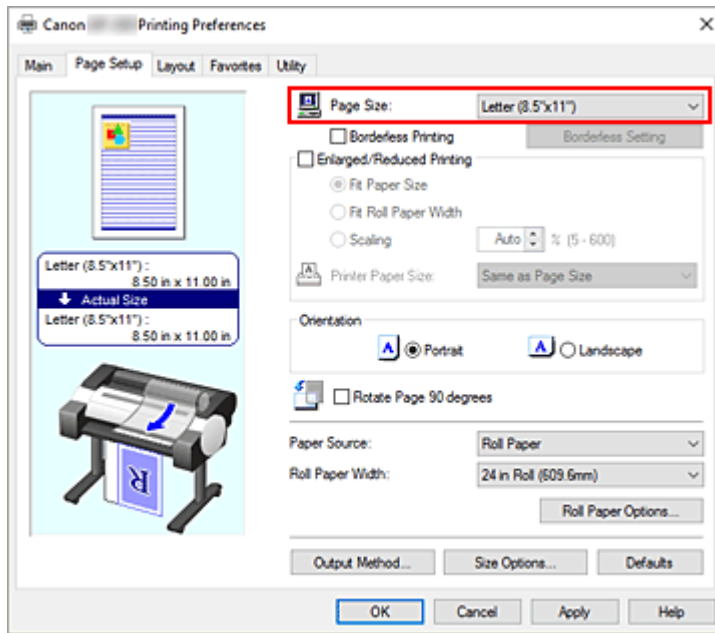 Canon Printing Preferences
Main Page Setup Layout Favorites Utility
Page Size: Letter (8.5"x11")
Borderless Printing Borderless Setting
Enlarged/Reduced Printing
Fit Paper Size
Fit Roll Paper Width
Scaling Auto % (5 - 600)
Printer Paper Size: Same as Page Size
Letter (8.5"x11") :
8.50 in x 11.00 in
Actual Size
Letter (8.5"x11") :
8.50 in x 11.00 in
Orientation
A Portrait A Landscape
Rotate Page 90 degrees
R
Paper Source: Roll Paper
Roll Paper Width: 24 in Roll (609.6mm)
Roll Paper Options...
Output Method... Size Options... Defaults
OK Cancel Apply Help